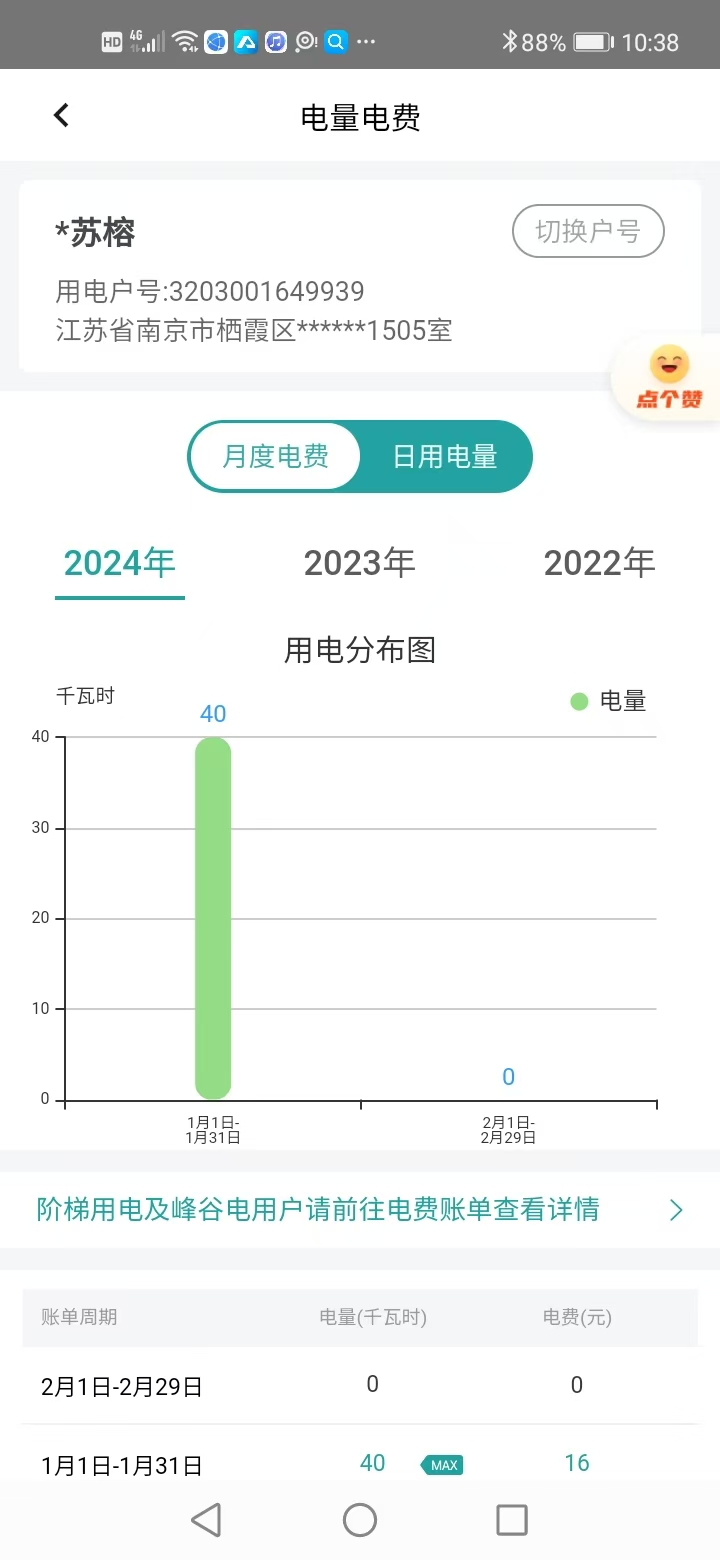 HD 4G 88% 10:38
电量电费
*苏榕
切换户号
用电户号:3203001649939
江苏省南京市栖霞区******1505室
点个赞
月度电费 日用电量
2024年 2023年 2022年
用电分布图
千瓦时 电量
40
40
30
20
10
0
0
1月1日-
1月31日
2月1日-
2月29日
阶梯用电及峰谷电用户请前往电费账单查看详情
账单周期 电量(千瓦时) 电费(元)
2月1日-2月29日 0 0
1月1日-1月31日 40 MAX 16